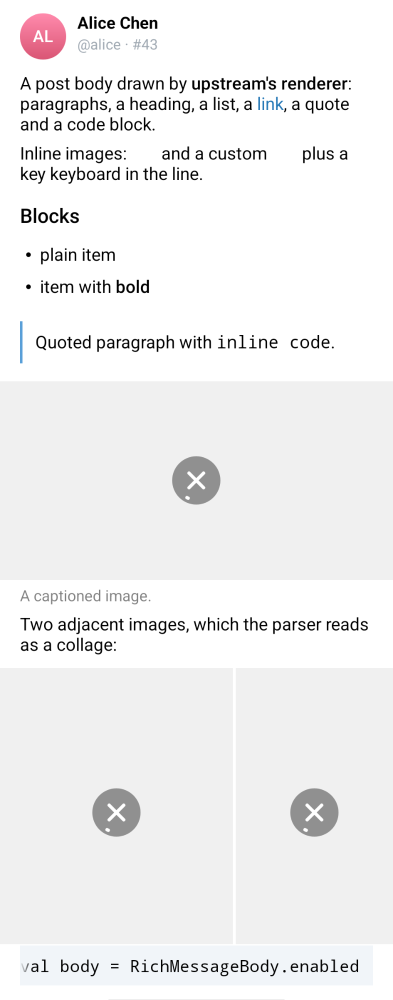 AL
Alice Chen
@alice · #43
A post body drawn by upstream's renderer:
paragraphs, a heading, a list, a link, a quote
and a code block.
Inline images: and a custom plus a
key keyboard in the line.
Blocks
• plain item
• item with bold
Quoted paragraph with inline code.
A captioned image.
Two adjacent images, which the parser reads
as a collage:
val body = RichMessageBody.enabled